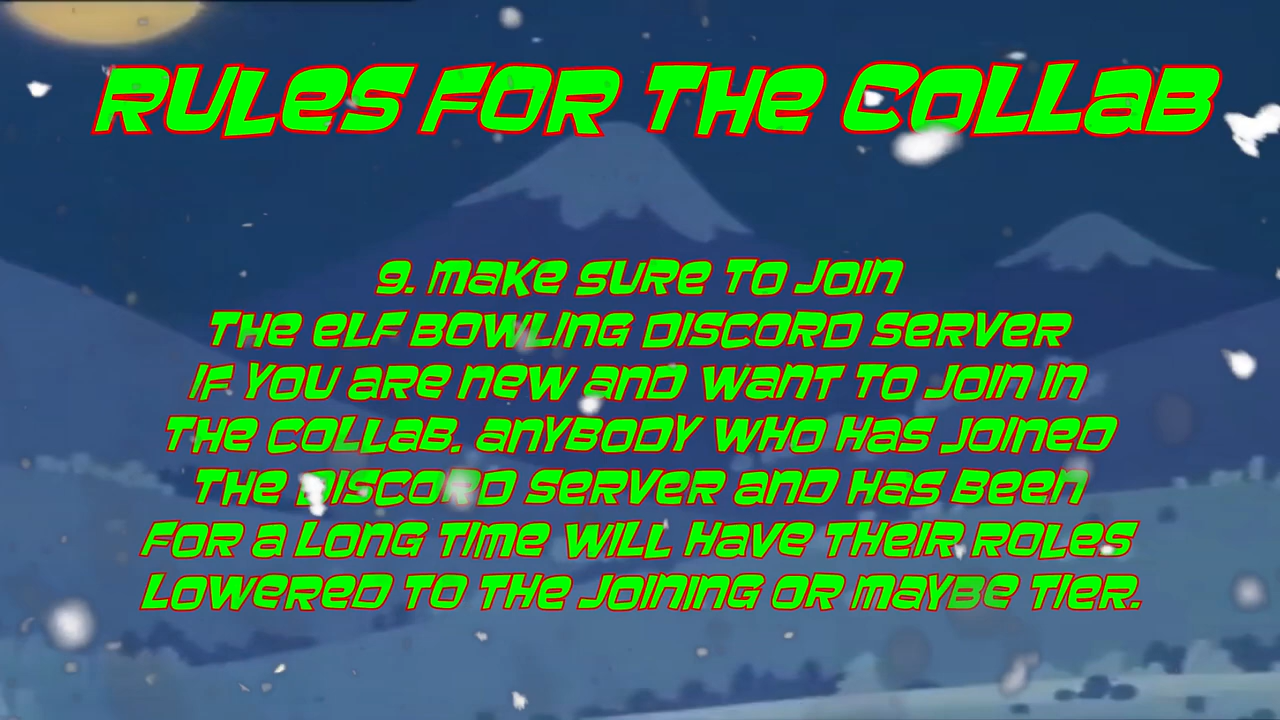 RULES FOR THE COLLAB
9. MAKE SURE TO JOIN
THE ELF BOWLING DISCORD SERVER
IF YOU ARE NEW AND WANT TO JOIN IN
THE COLLAB. ANYBODY WHO HAS JOINED
THE DISCORD SERVER AND HAS BEEN
FOR A LONG TIME WILL HAVE THEIR ROLES
LOWERED TO THE JOINING OR MAYBE TIER.